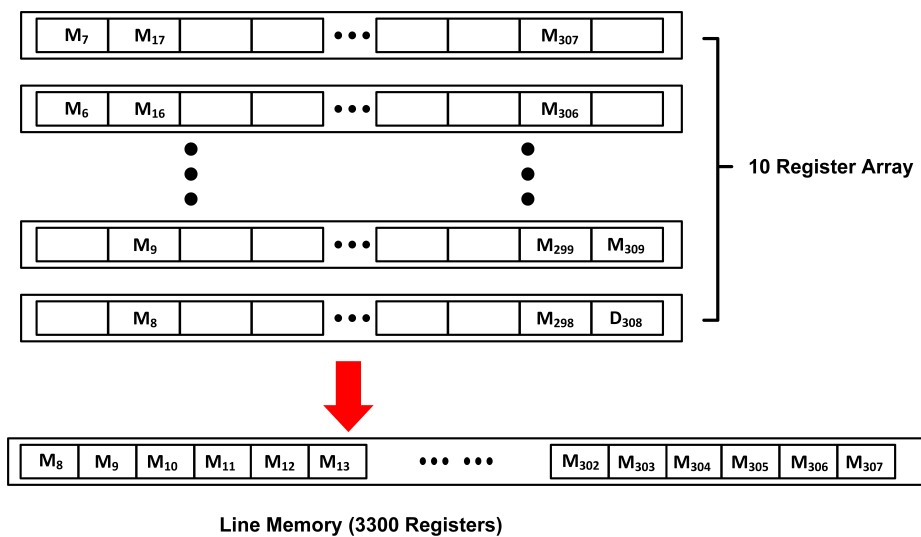 M7 M17 ••• M307
M6 M16 ••• M306
10 Register Array
M9 ••• M299 M309
M8 ••• M298 D308
M8 M9 M10 M11 M12 M13 ••• ••• M302 M303 M304 M305 M306 M307
Line Memory (3300 Registers)